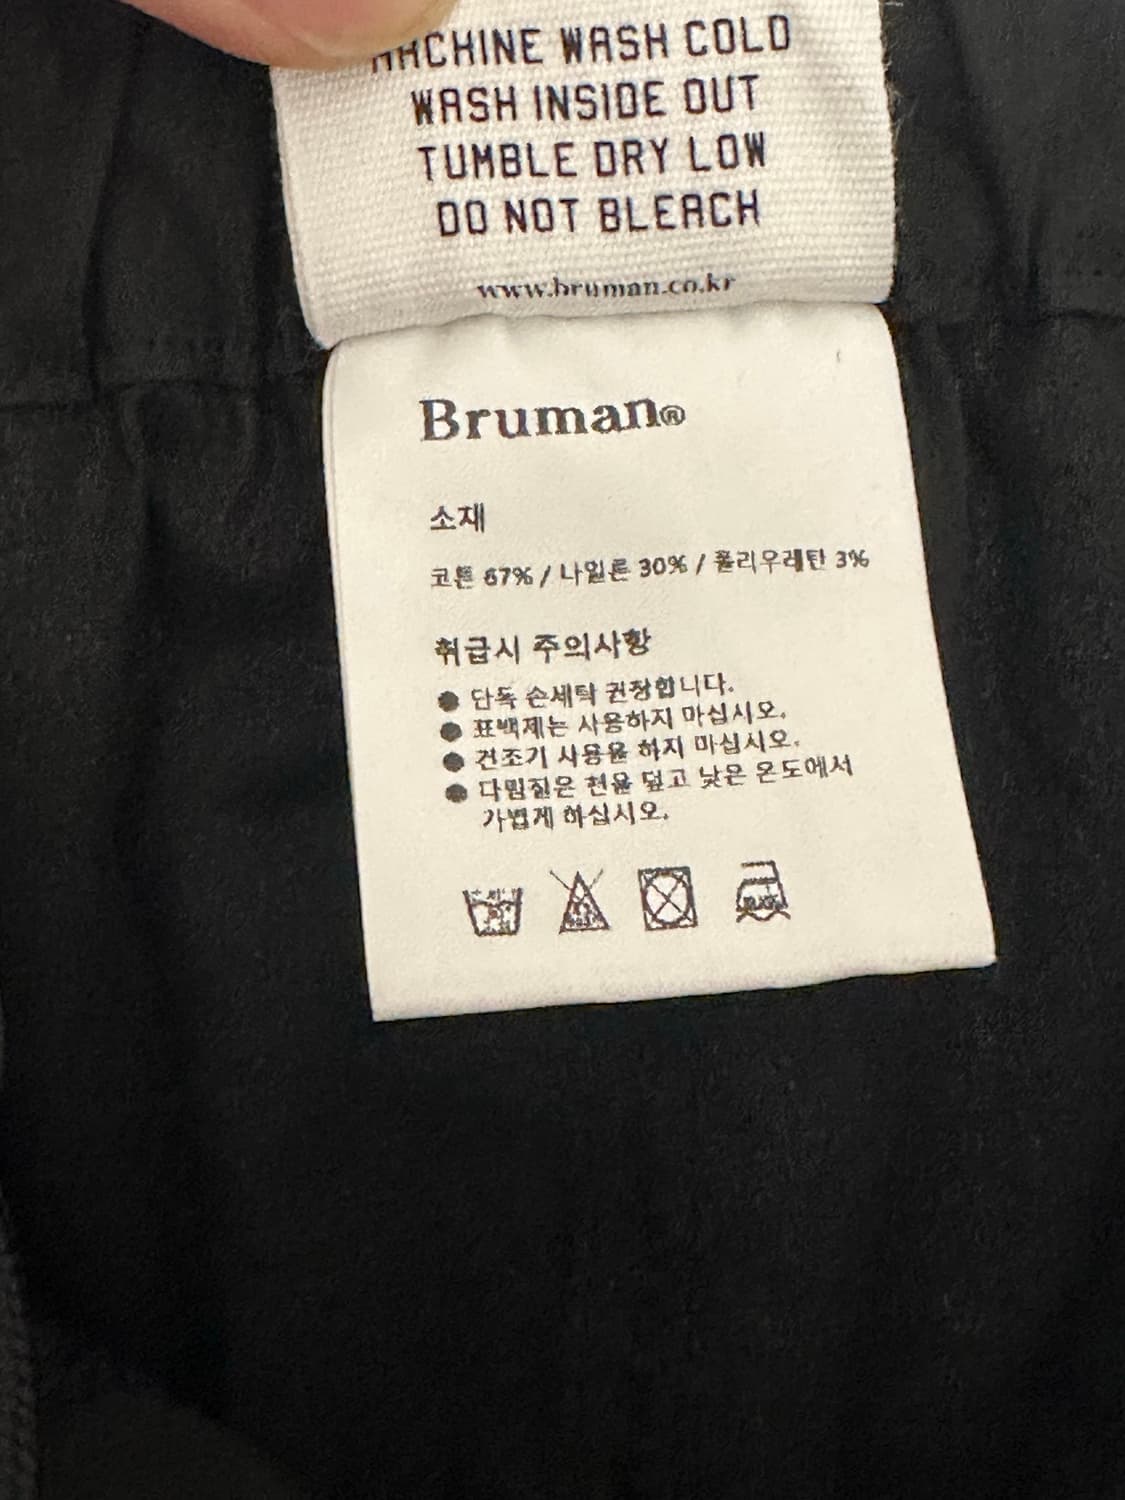 MACHINE WASH COLD
WASH INSIDE OUT
TUMBLE DRY LOW
DO NOT BLEACH
www.bruman.co.kr
Bruman®
소재
코튼 67% / 나일론 30% / 폴리우레탄 3%
취급시 주의사항
● 단독 손세탁 권장합니다.
● 표백제는 사용하지 마십시오.
● 건조기 사용을 하지 마십시오.
● 다림질은 천을 덮고 낮은 온도에서
가볍게 하십시오.